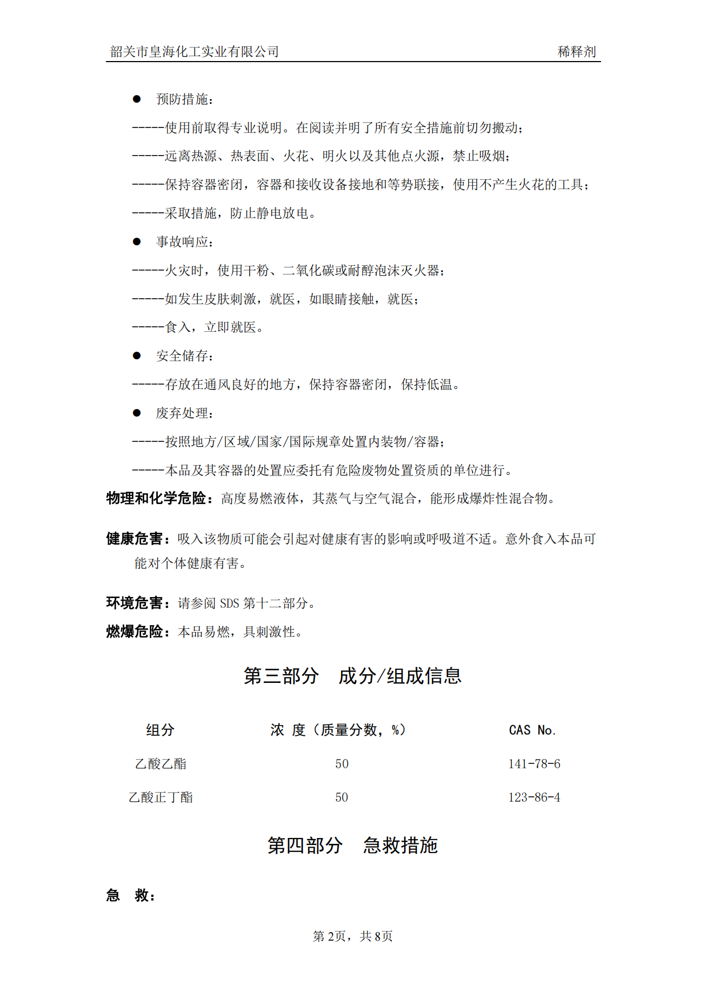 韶关市皇海化工实业有限公司 稀释剂
● 预防措施：
-----使用前取得专业说明。在阅读并明了所有安全措施前切勿搬动；
-----远离热源、热表面、火花、明火以及其他点火源，禁止吸烟；
-----保持容器密闭，容器和接收设备接地和等势联接，使用不产生火花的工具；
-----采取措施，防止静电放电。
● 事故响应：
-----火灾时，使用干粉、二氧化碳或耐醇泡沫灭火器；
-----如发生皮肤刺激，就医，如眼睛接触，就医；
-----食入，立即就医。
● 安全储存：
-----存放在通风良好的地方，保持容器密闭，保持低温。
● 废弃处理：
-----按照地方/区域/国家/国际规章处置内装物/容器；
-----本品及其容器的处置应委托有危险废物处置资质的单位进行。
物理和化学危险：高度易燃液体，其蒸气与空气混合，能形成爆炸性混合物。
健康危害：吸入该物质可能会引起对健康有害的影响或呼吸道不适。意外食入本品可
能对个体健康有害。
环境危害：请参阅 SDS 第十二部分。
燃爆危险：本品易燃，具刺激性。
第三部分 成分/组成信息
组分 浓 度（质量分数，%） CAS No.
乙酸乙酯 50 141-78-6
乙酸正丁酯 50 123-86-4
第四部分 急救措施
急 救：
第 2页，共 8页